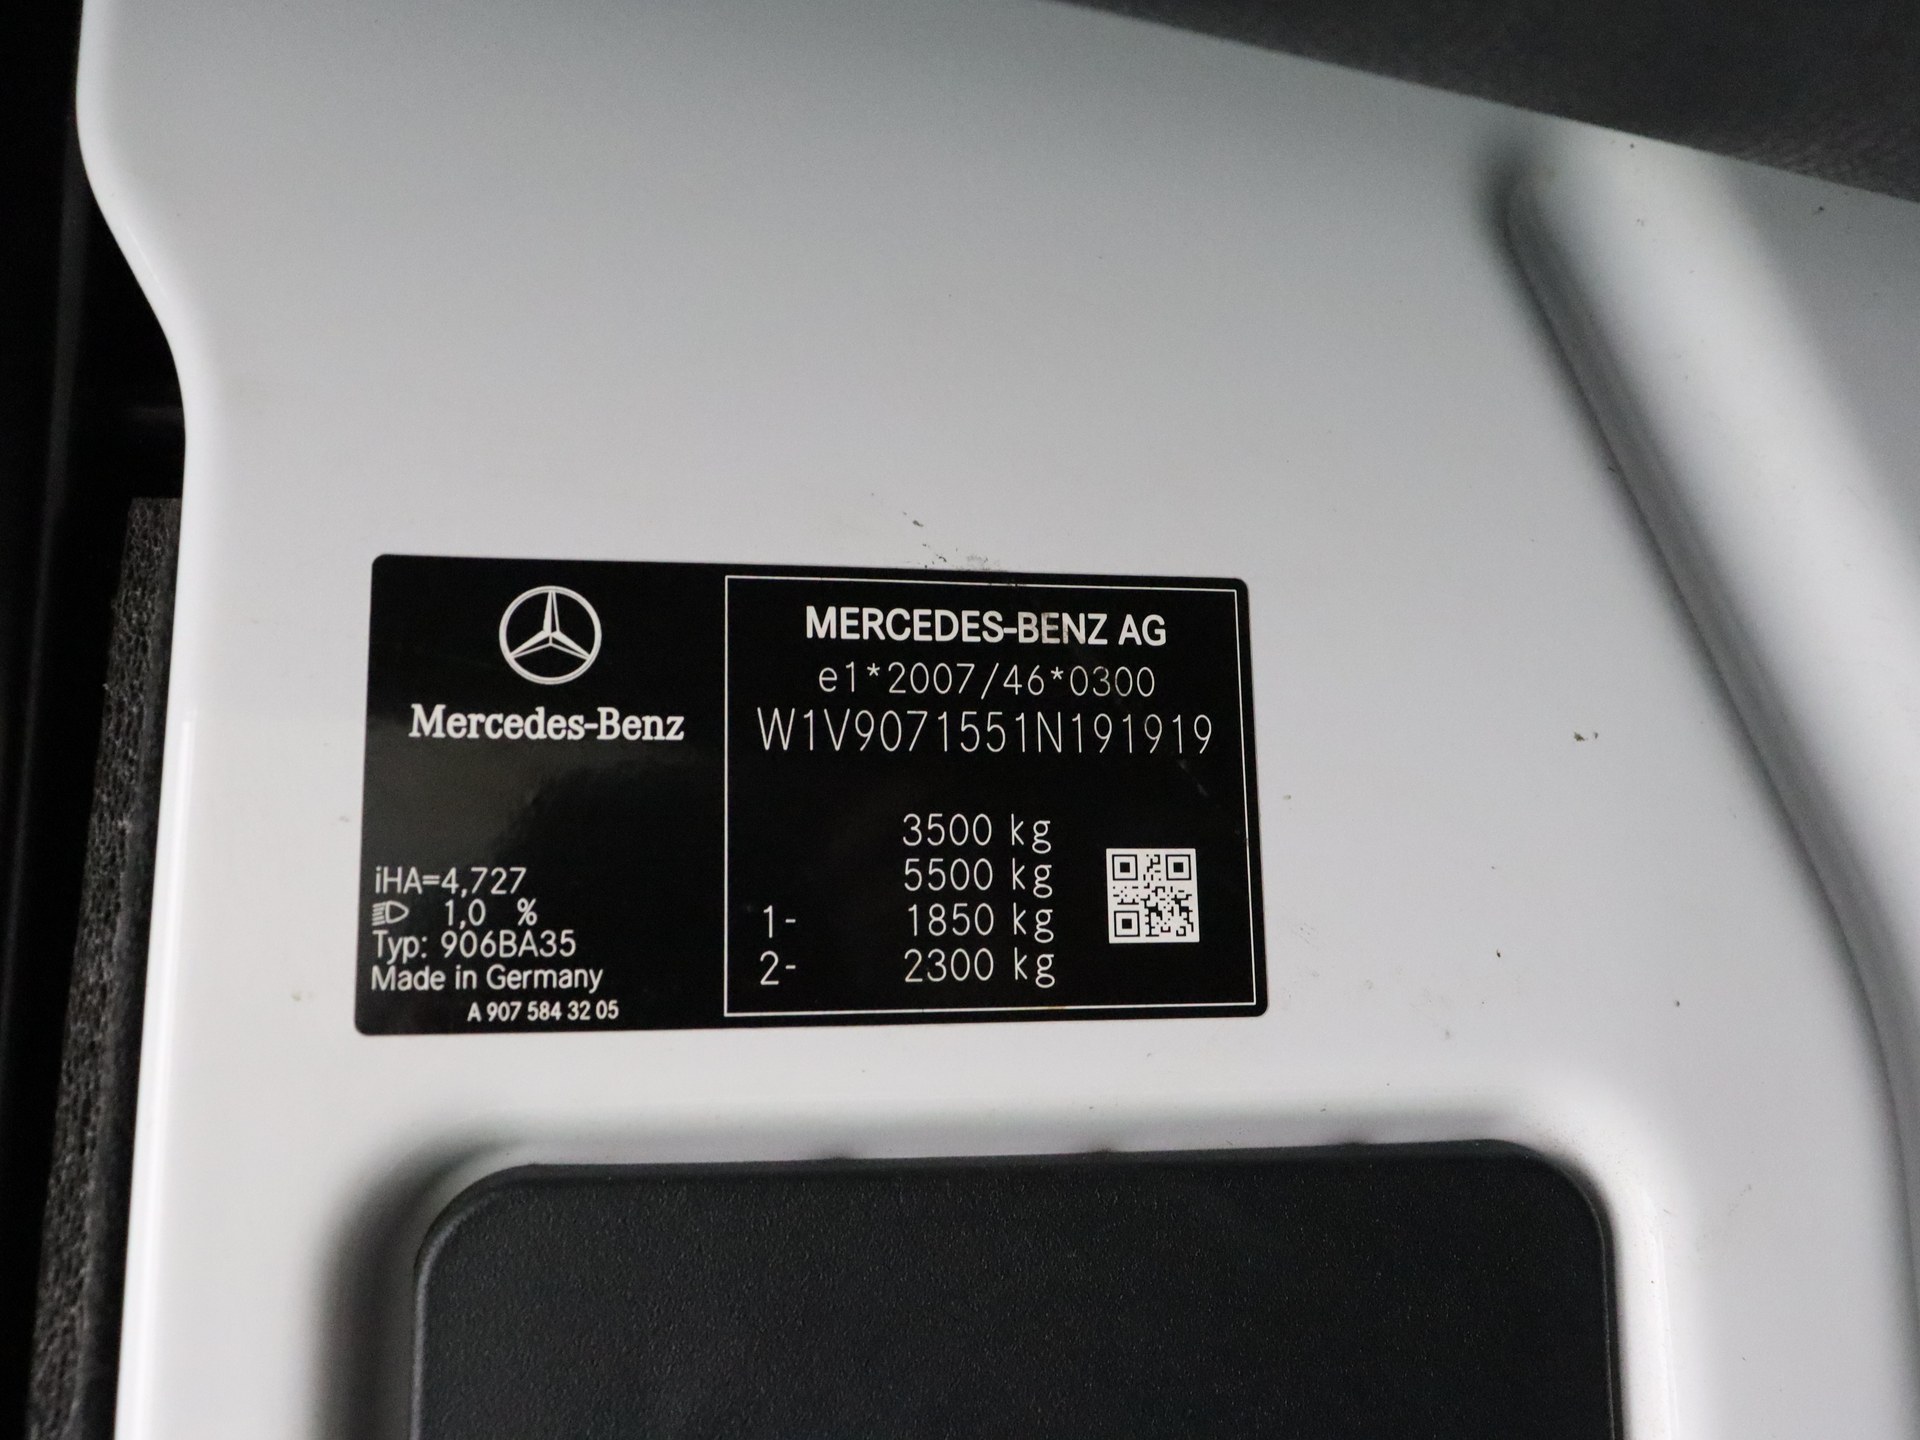 Mercedes-Benz
iHA=4,727
1,0 %
Typ: 906BA35
Made in Germany
A 907 584 32 05
MERCEDES-BENZ AG
e1*2007/46*0300
W1V9071551N191919
3500 kg
5500 kg
1- 1850 kg
2- 2300 kg